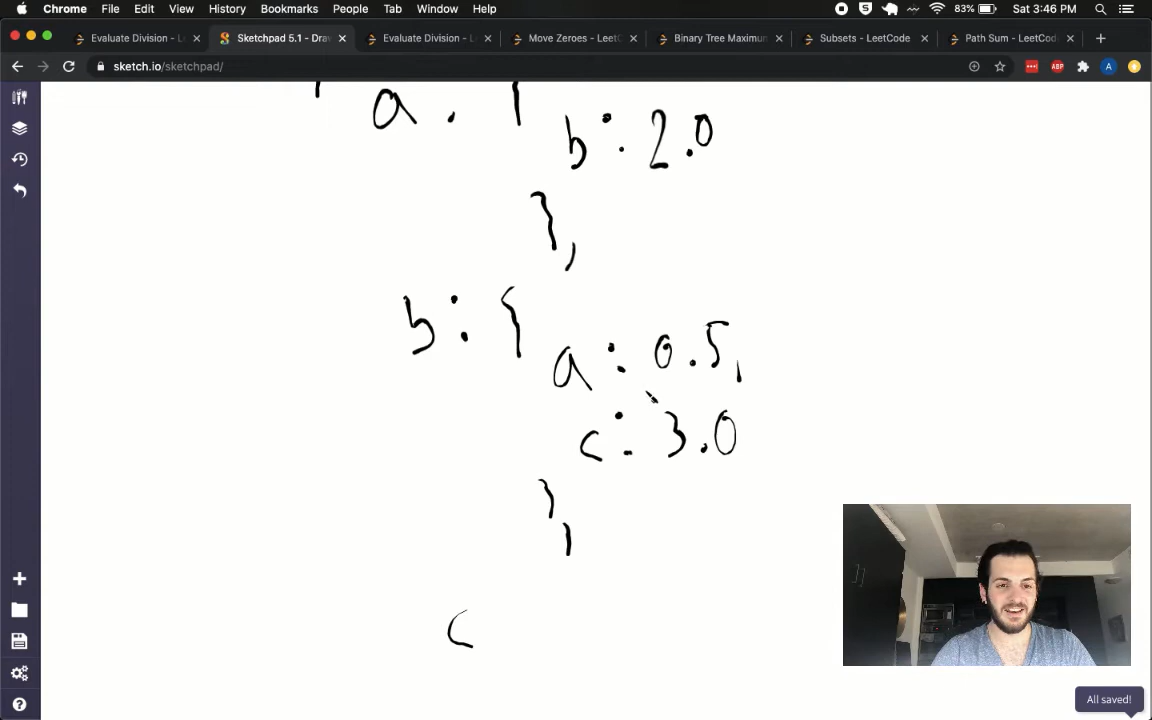 Chrome File Edit View History Bookmarks People Tab Window Help 83% Sat 3:46 PM
Evaluate Division - L Sketchpad 5.1 - Dra Evaluate Division - L Move Zeroes - LeetC Binary Tree Maximum Subsets - LeetCode Path Sum - LeetCod
sketch.io/sketchpad/ ABP A
a : {
b : 2.0
},
b : {
a : 0.5,
c : 3.0
},
c
All saved!